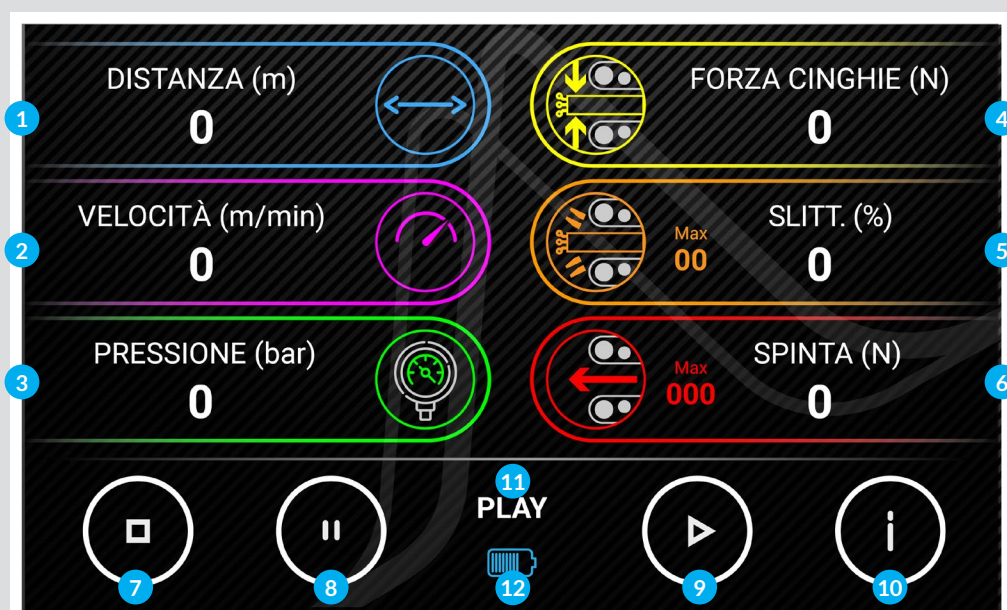 DISTANZA (m)
0
1
VELOCITÀ (m/min)
0
2
PRESSIONE (bar)
0
3
FORZA CINGHIE (N)
0
4
SLITT. (%)
Max
00
0
5
SPINTA (N)
Max
000
0
6
11
PLAY
7
8
12
9
10